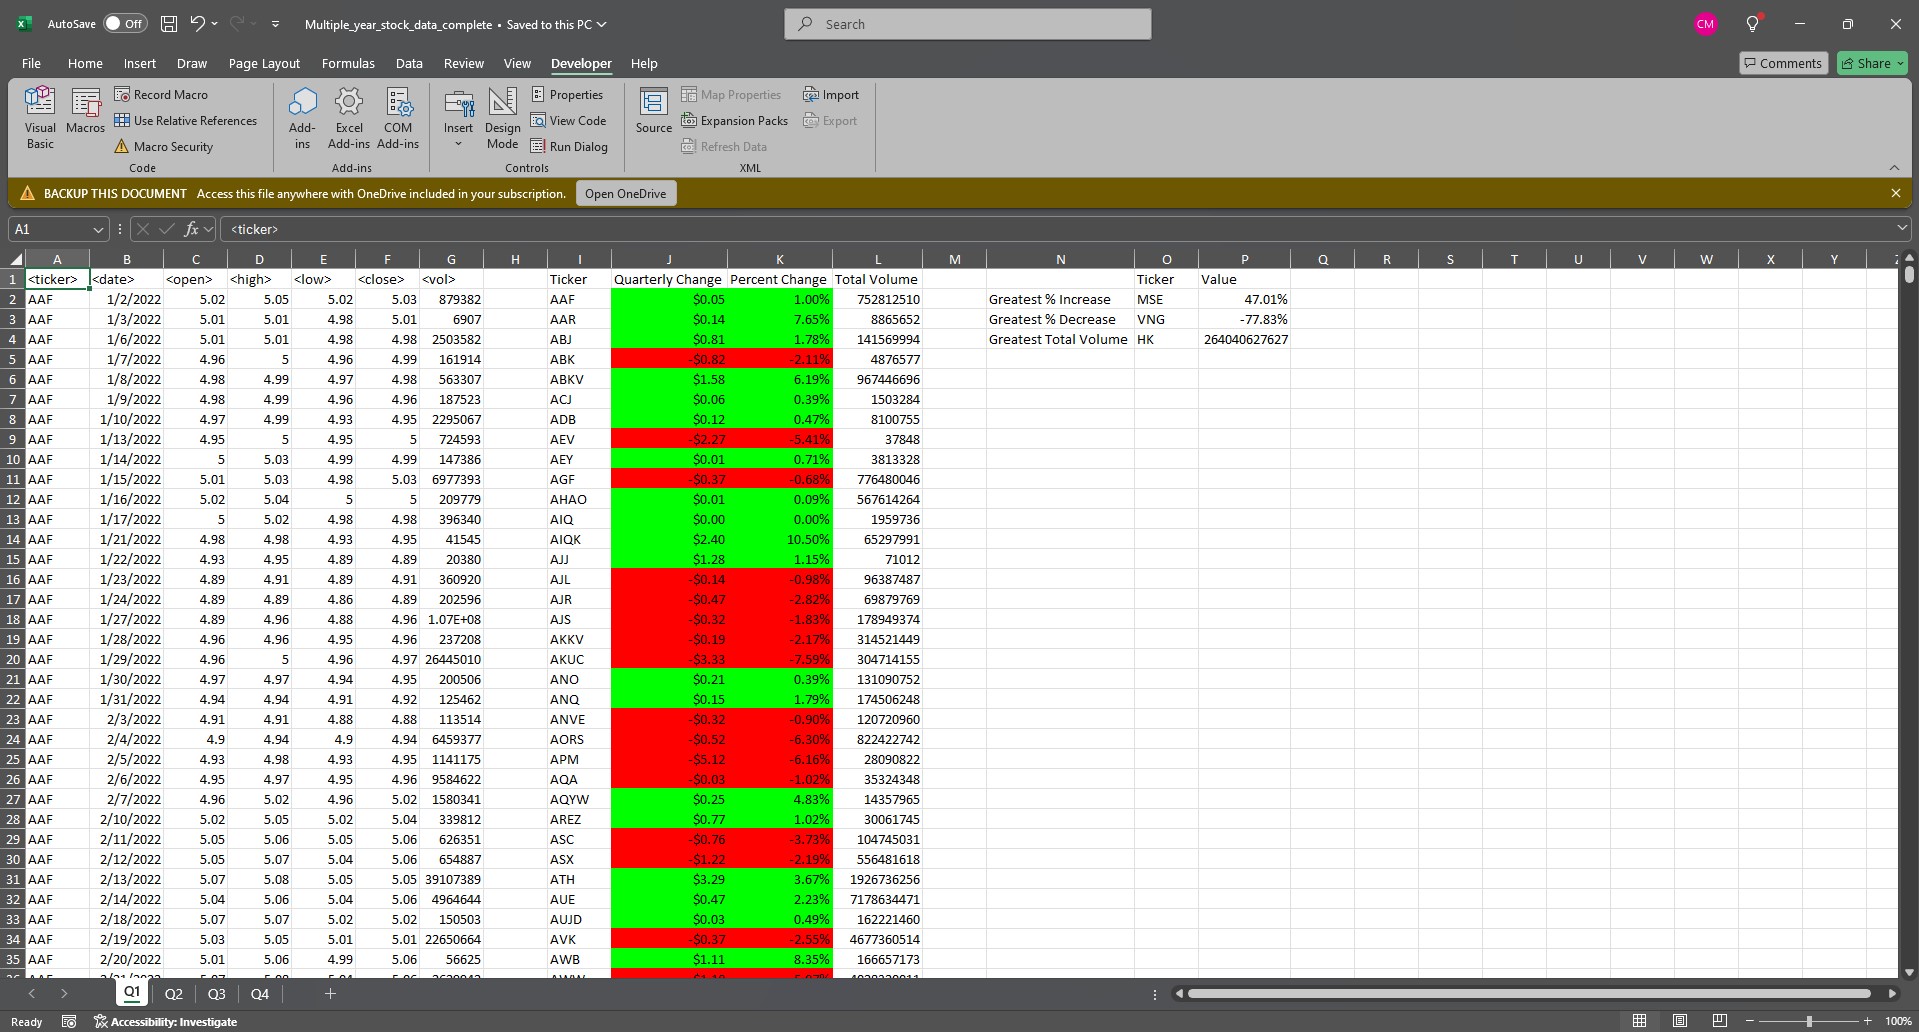 AutoSave Off Multiple_year_stock_data_complete • Saved to this PC Search CM
File Home Insert Draw Page Layout Formulas Data Review View Developer Help Comments Share
Visual Basic
Macros
Record Macro
Use Relative References
Macro Security
Code
Add-ins
Excel Add-ins
COM Add-ins
Add-ins
Insert
Design Mode
Properties
View Code
Run Dialog
Controls
Source
Map Properties
Expansion Packs
Refresh Data
Import
Export
XML
BACKUP THIS DOCUMENT Access this file anywhere with OneDrive included in your subscription. Open OneDrive
A1 fx <ticker>
A B C D E F G H I J K L M N O P Q R S T U V W X Y
1 <ticker> <date> <open> <high> <low> <close> <vol> Ticker Quarterly Change Percent Change Total Volume Ticker Value
2 AAF 1/2/2022 5.02 5.05 5.02 5.03 879382 AAF $0.05 1.00% 752812510 Greatest % Increase MSE 47.01%
3 AAF 1/3/2022 5.01 5.01 4.98 5.01 6907 AAR $0.14 7.65% 8865652 Greatest % Decrease VNG -77.83%
4 AAF 1/6/2022 5.01 5.01 4.98 4.98 2503582 ABJ $0.81 1.78% 141569994 Greatest Total Volume HK 264040627627
5 AAF 1/7/2022 4.96 5 4.96 4.99 161914 ABK -$0.82 -2.11% 4876577
6 AAF 1/8/2022 4.98 4.99 4.97 4.98 563307 ABKV $1.58 6.19% 967446696
7 AAF 1/9/2022 4.98 4.99 4.96 4.96 187523 ACJ $0.06 0.39% 1503284
8 AAF 1/10/2022 4.97 4.99 4.93 4.95 2295067 ADB $0.12 0.47% 8100755
9 AAF 1/13/2022 4.95 5 4.95 5 724593 AEV -$2.27 -5.41% 37848
10 AAF 1/14/2022 5 5.03 4.99 4.99 147386 AEY $0.01 0.71% 3813328
11 AAF 1/15/2022 5.01 5.03 4.98 5.03 6977393 AGF -$0.37 -0.68% 776480046
12 AAF 1/16/2022 5.02 5.04 5 5 209779 AHAO $0.01 0.09% 567614264
13 AAF 1/17/2022 5 5.02 4.98 4.98 396340 AIQ $0.00 0.00% 1959736
14 AAF 1/21/2022 4.98 4.98 4.93 4.95 41545 AIQK $2.40 10.50% 65297991
15 AAF 1/22/2022 4.93 4.95 4.89 4.89 20380 AJJ $1.28 1.15% 71012
16 AAF 1/23/2022 4.89 4.91 4.89 4.91 360920 AJL -$0.14 -0.98% 96387487
17 AAF 1/24/2022 4.89 4.89 4.86 4.89 202596 AJR -$0.47 -2.82% 69879769
18 AAF 1/27/2022 4.89 4.96 4.88 4.96 1.07E+08 AJS -$0.32 -1.83% 178949374
19 AAF 1/28/2022 4.96 4.96 4.95 4.96 237208 AKKV -$0.19 -2.17% 314521449
20 AAF 1/29/2022 4.96 5 4.96 4.97 26445010 AKUC -$3.33 -7.59% 304714155
21 AAF 1/30/2022 4.97 4.97 4.94 4.95 200506 ANO $0.21 0.39% 131090752
22 AAF 1/31/2022 4.94 4.94 4.91 4.92 125462 ANQ $0.15 1.79% 174506248
23 AAF 2/3/2022 4.91 4.91 4.88 4.88 113514 ANVE -$0.32 -0.90% 120720960
24 AAF 2/4/2022 4.9 4.94 4.9 4.94 6459377 AORS -$0.52 -6.30% 822422742
25 AAF 2/5/2022 4.93 4.98 4.93 4.95 1141175 APM -$5.12 -6.16% 28090822
26 AAF 2/6/2022 4.95 4.97 4.95 4.96 9584622 AQA -$0.03 -1.02% 35324348
27 AAF 2/7/2022 4.96 5.02 4.96 5.02 1580341 AQYW $0.25 4.83% 14357965
28 AAF 2/10/2022 5.02 5.05 5.02 5.04 339812 AREZ $0.77 1.02% 30061745
29 AAF 2/11/2022 5.05 5.06 5.05 5.06 626351 ASC -$0.76 -3.73% 104745031
30 AAF 2/12/2022 5.05 5.07 5.04 5.06 654887 ASX -$1.22 -2.19% 556481618
31 AAF 2/13/2022 5.07 5.08 5.05 5.05 39107389 ATH $3.29 3.67% 1926736256
32 AAF 2/14/2022 5.04 5.06 5.04 5.06 4964644 AUE $0.47 2.23% 7178634471
33 AAF 2/18/2022 5.07 5.07 5.02 5.02 150503 AUJD $0.03 0.49% 162221460
34 AAF 2/19/2022 5.03 5.05 5.01 5.01 22650664 AVK -$0.37 -2.55% 4677360514
35 AAF 2/20/2022 5.01 5.06 4.99 5.06 56625 AWB $1.11 8.35% 166657173
Q1 Q2 Q3 Q4
Ready Accessibility: Investigate 100%